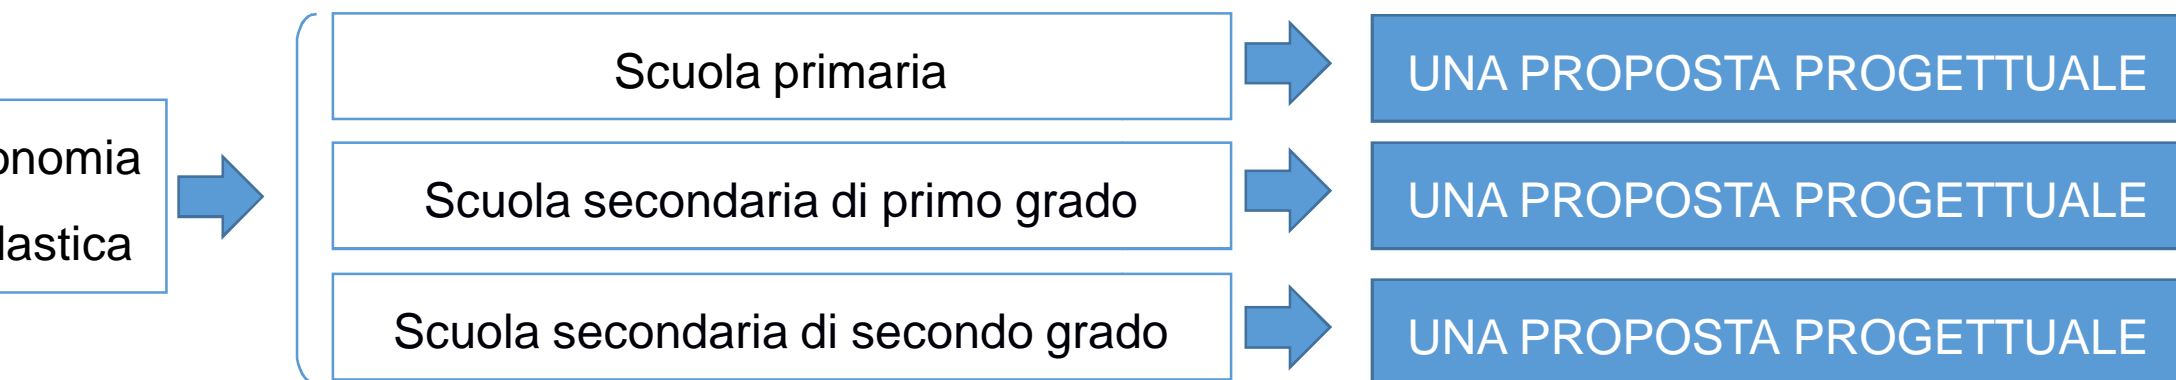 Scuola primaria
UNA PROPOSTA PROGETTUALE
onomia
lastica
Scuola secondaria di primo grado
UNA PROPOSTA PROGETTUALE
Scuola secondaria di secondo grado
UNA PROPOSTA PROGETTUALE